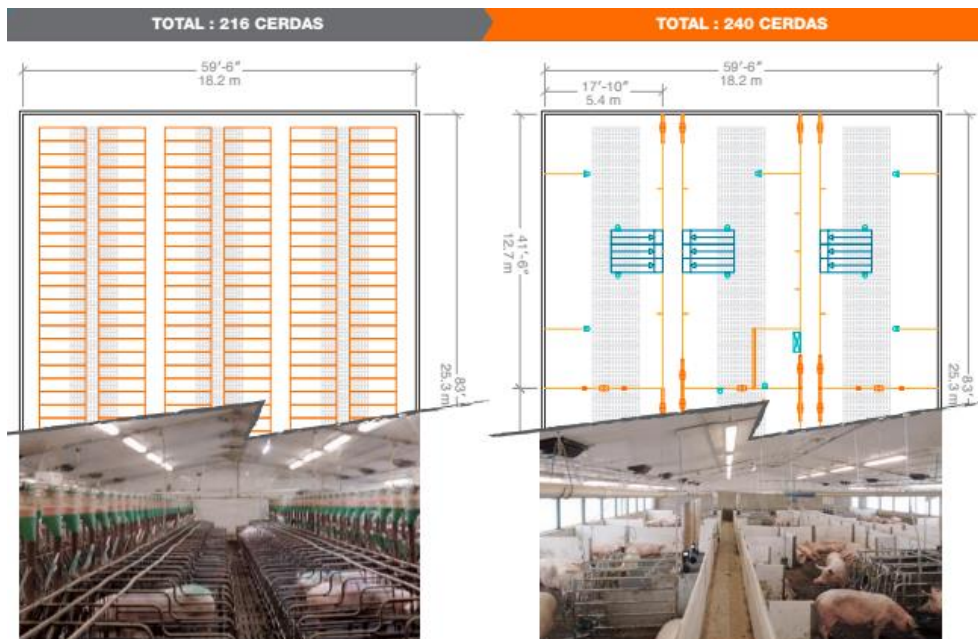 TOTAL : 216 CERDAS
TOTAL : 240 CERDAS
59'-6"
18.2 m
59'-6"
18.2 m
17'-10"
5.4 m
41'-6"
12.7 m
83'-
25.3 m
83'-
25.3 m